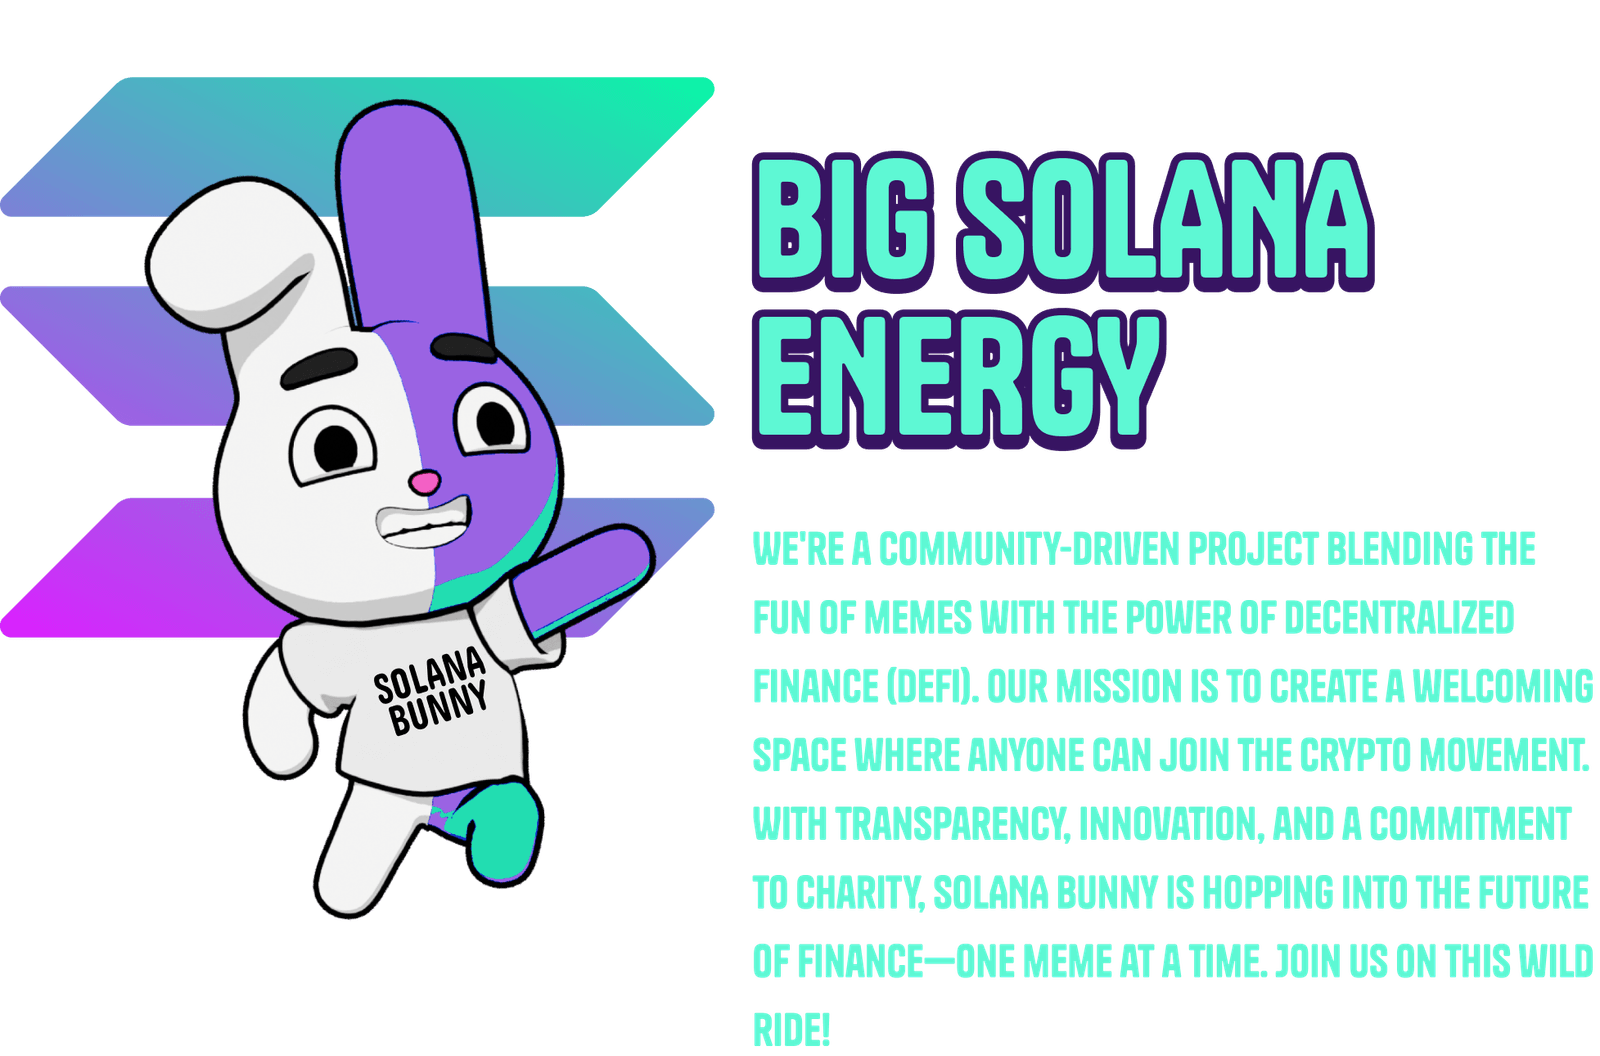 BIG SOLANA
ENERGY
WE'RE A COMMUNITY-DRIVEN PROJECT BLENDING THE
FUN OF MEMES WITH THE POWER OF DECENTRALIZED
FINANCE (DEFI). OUR MISSION IS TO CREATE A WELCOMING
SPACE WHERE ANYONE CAN JOIN THE CRYPTO MOVEMENT.
WITH TRANSPARENCY, INNOVATION, AND A COMMITMENT
TO CHARITY, SOLANA BUNNY IS HOPPING INTO THE FUTURE
OF FINANCE—ONE MEME AT A TIME. JOIN US ON THIS WILD
RIDE!
SOLANA
BUNNY